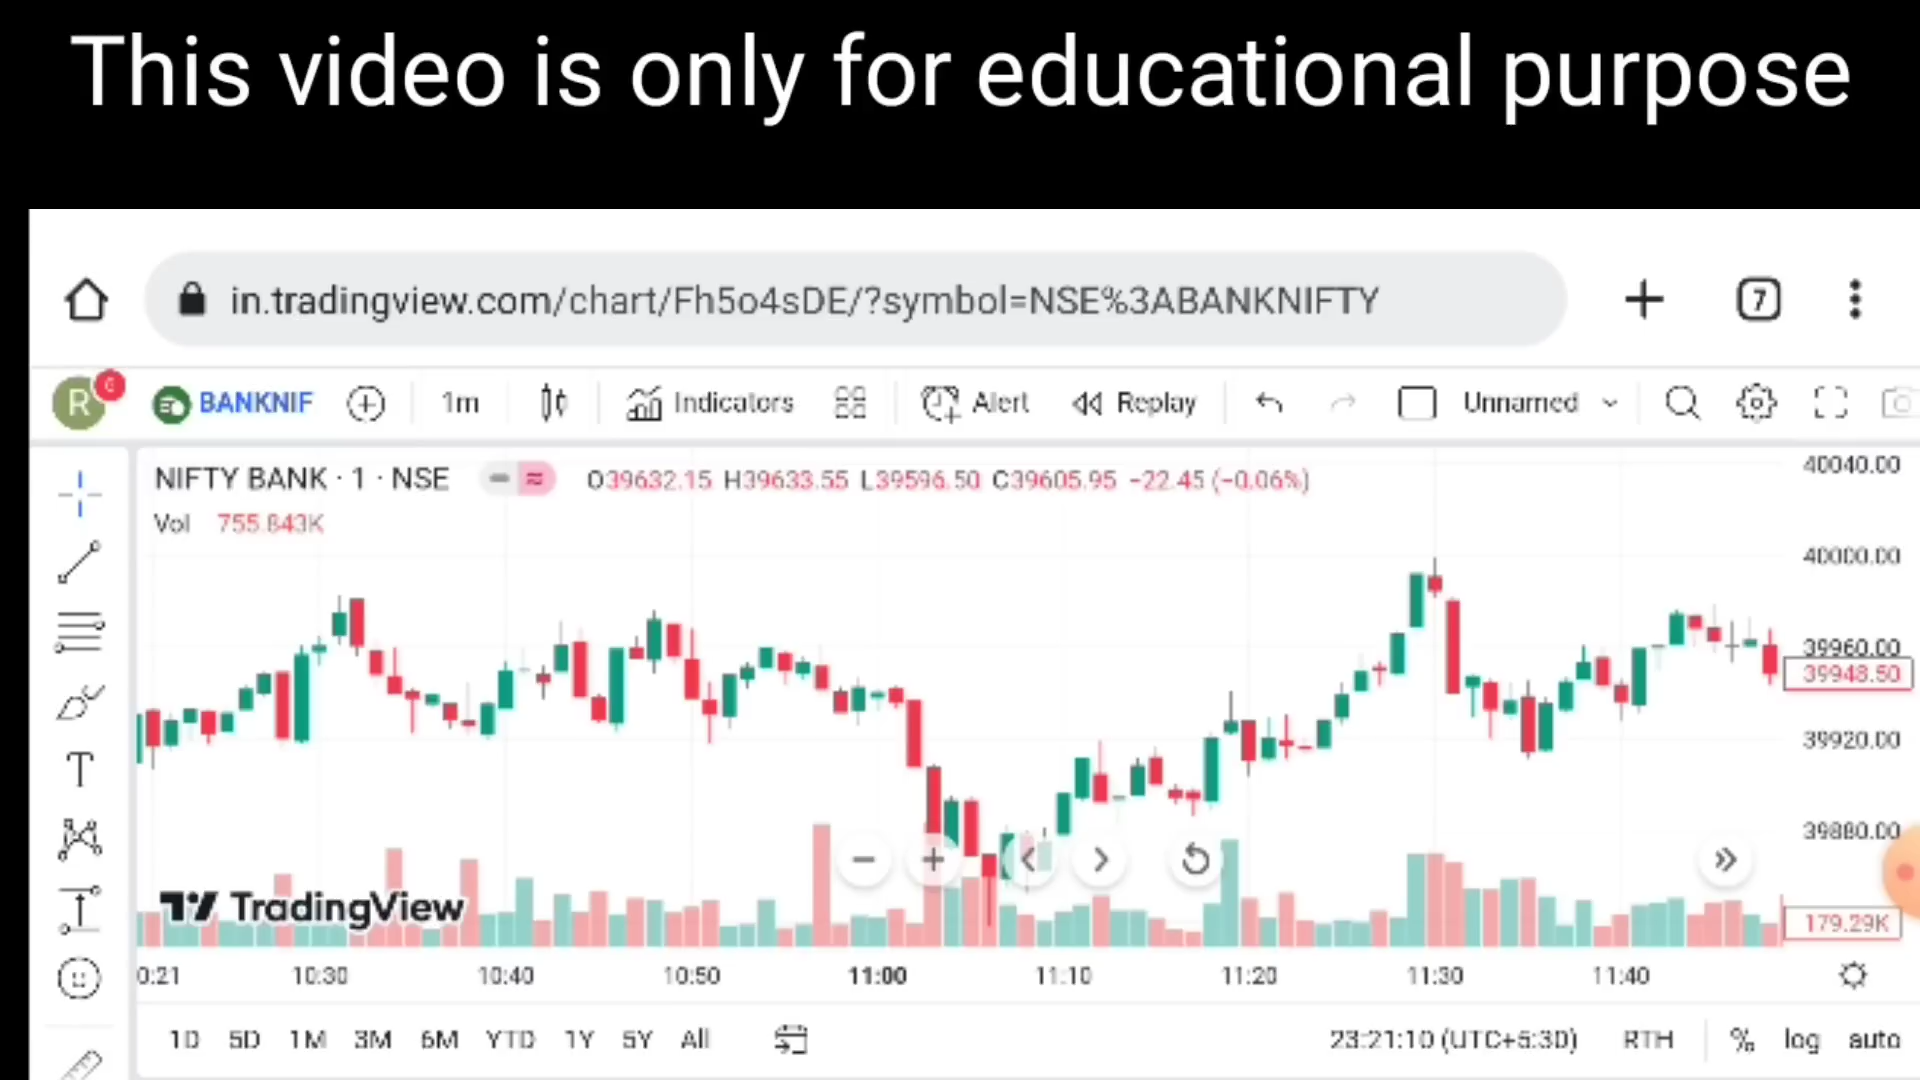 This video is only for educational purpose
in.tradingview.com/chart/Fh5o4sDE/?symbol=NSE%3ABANKNIFTY
7
R
BANKNIF 1m Indicators Alert Replay Unnamed
NIFTY BANK · 1 · NSE O39632.15 H39633.55 L39596.50 C39605.95 −22.45 (−0.06%)
Vol 755.843K
40040.00
40000.00
39960.00
39948.50
39920.00
39880.00
TradingView
179.29K
0:21 10:30 10:40 10:50 11:00 11:10 11:20 11:30 11:40
1D 5D 1M 3M 6M YTD 1Y 5Y All 23:21:10 (UTC+5:30) RTH % log auto